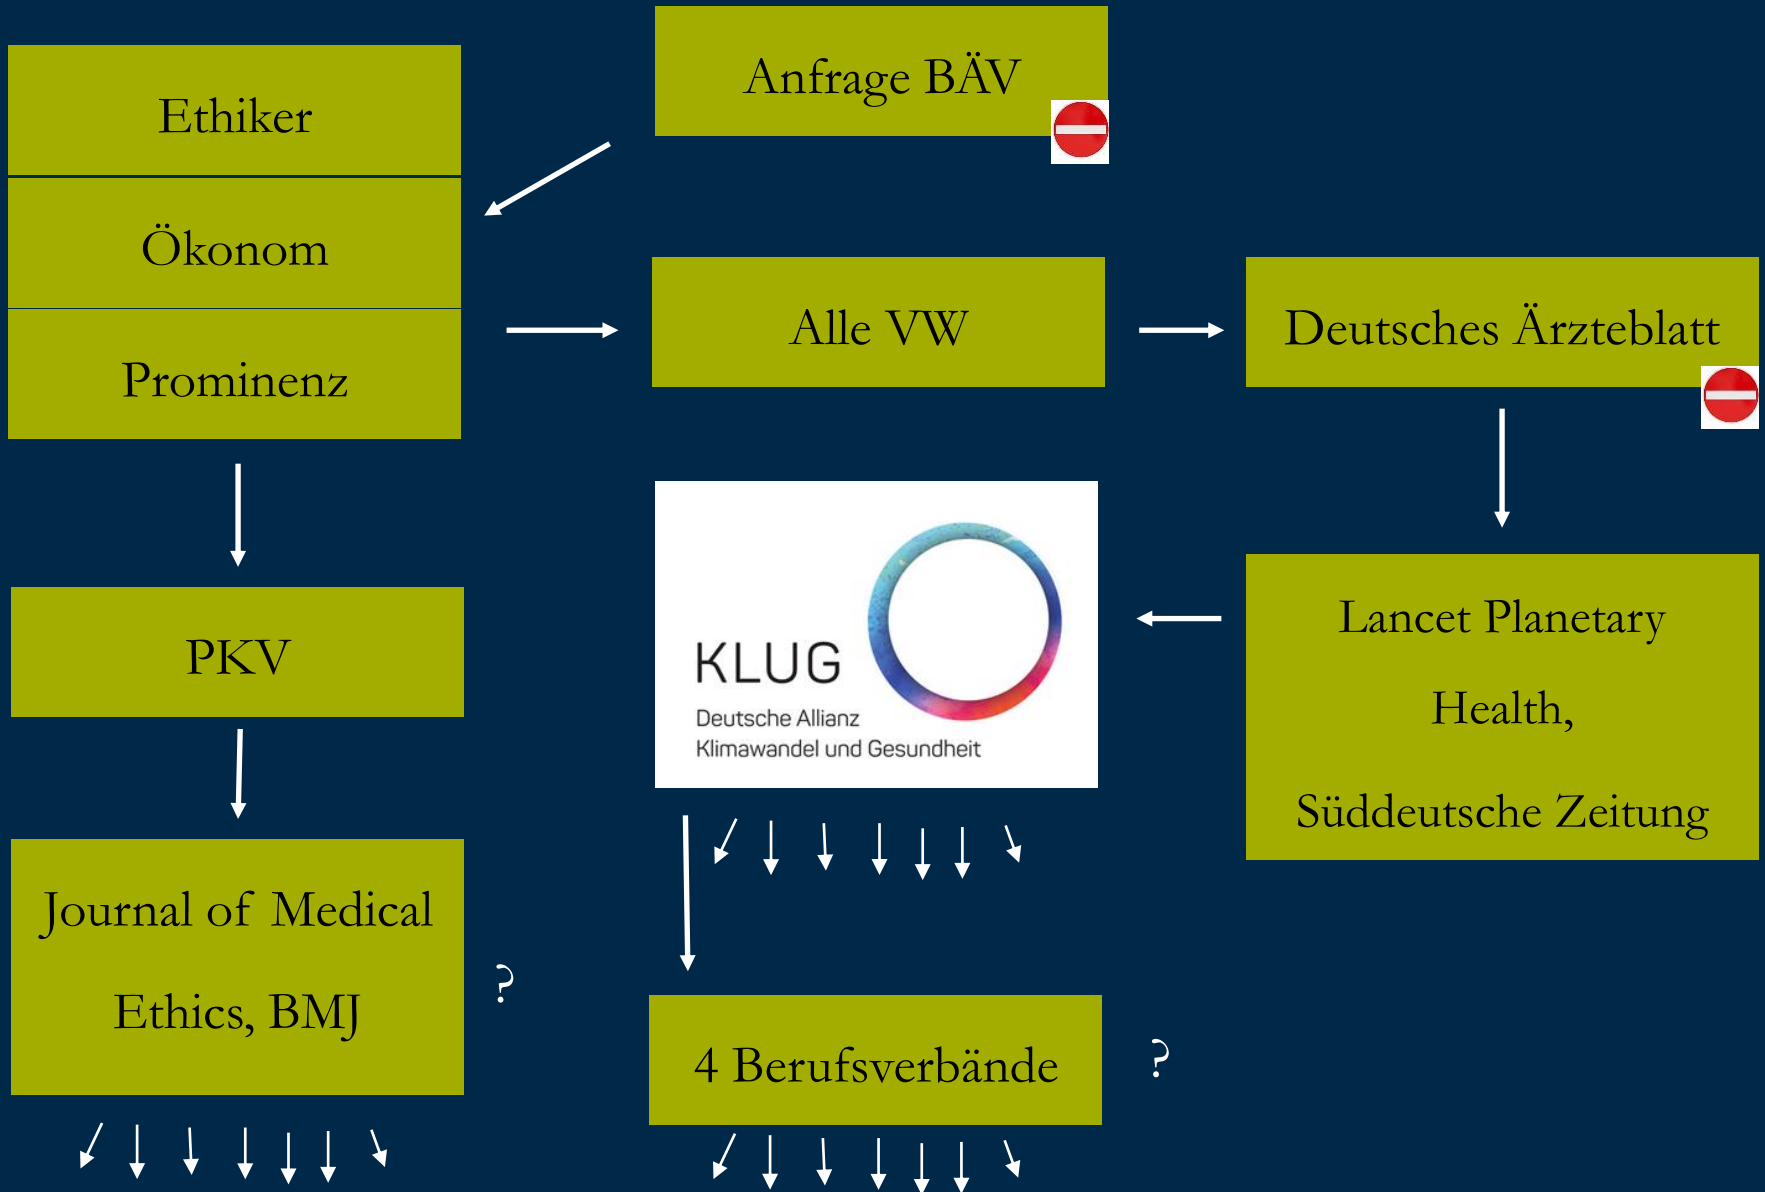 Anfrage BÄV
Ethiker
Ökonom
Prominenz
Alle VW
Deutsches Ärzteblatt
PKV
Journal of Medical
Ethics, BMJ
?
KLUG
Deutsche Allianz
Klimawandel und Gesundheit
Lancet Planetary
Health,
Süddeutsche Zeitung
4 Berufsverbände
?